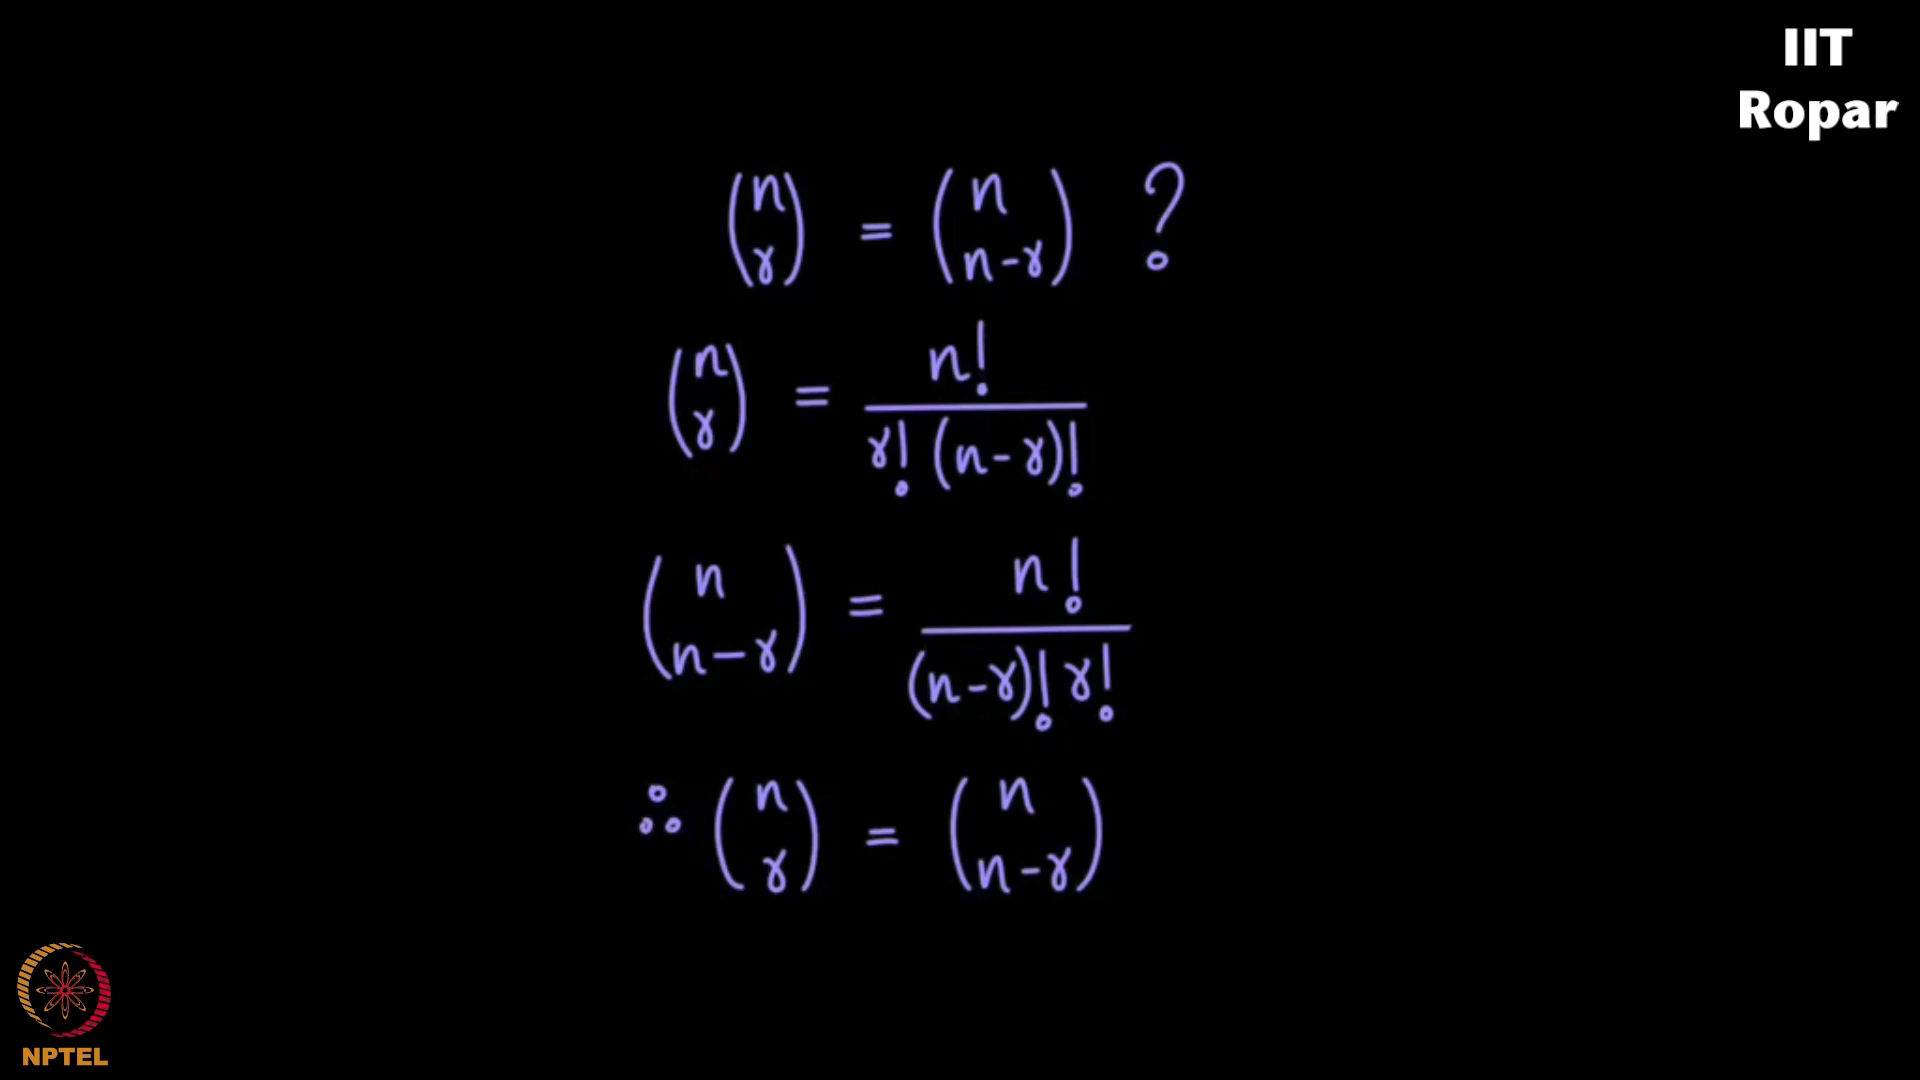 IIT
Ropar
(n r) = (n n-r) ?
(n r) = n! / r! (n-r)!
(n n-r) = n! / (n-r)! r!
∴ (n r) = (n n-r)
NPTEL